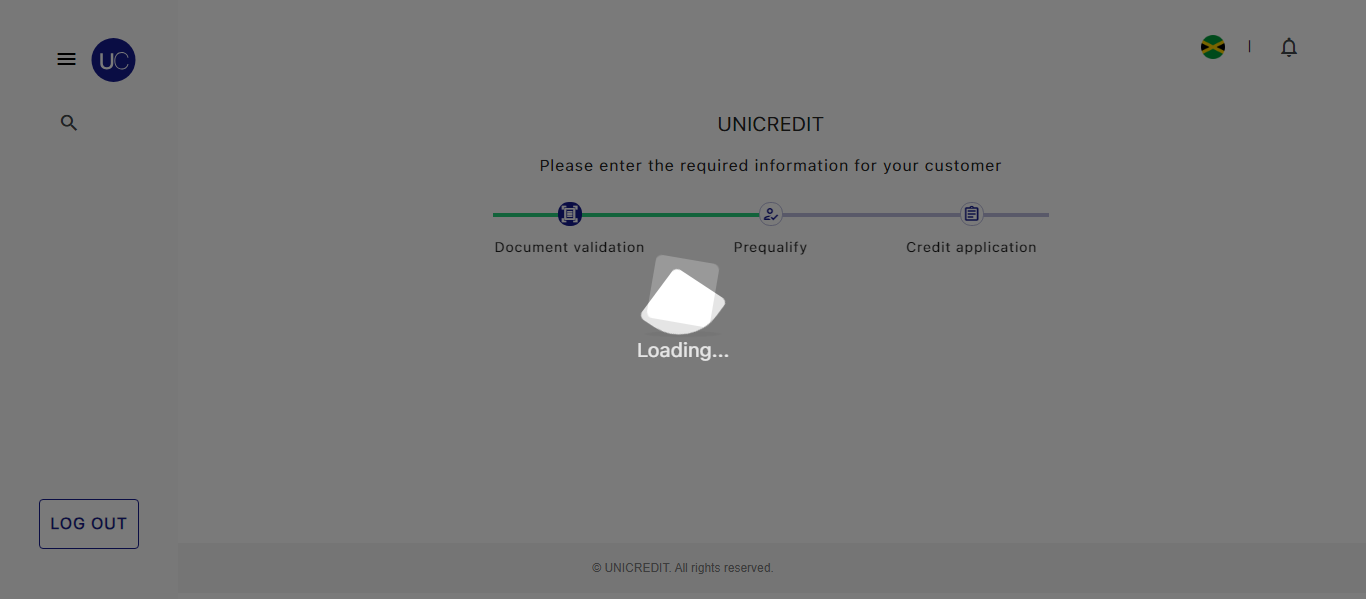 UC
UNICREDIT
Please enter the required information for your customer
Document validation
Prequalify
Credit application
Loading...
LOG OUT
© UNICREDIT. All rights reserved.